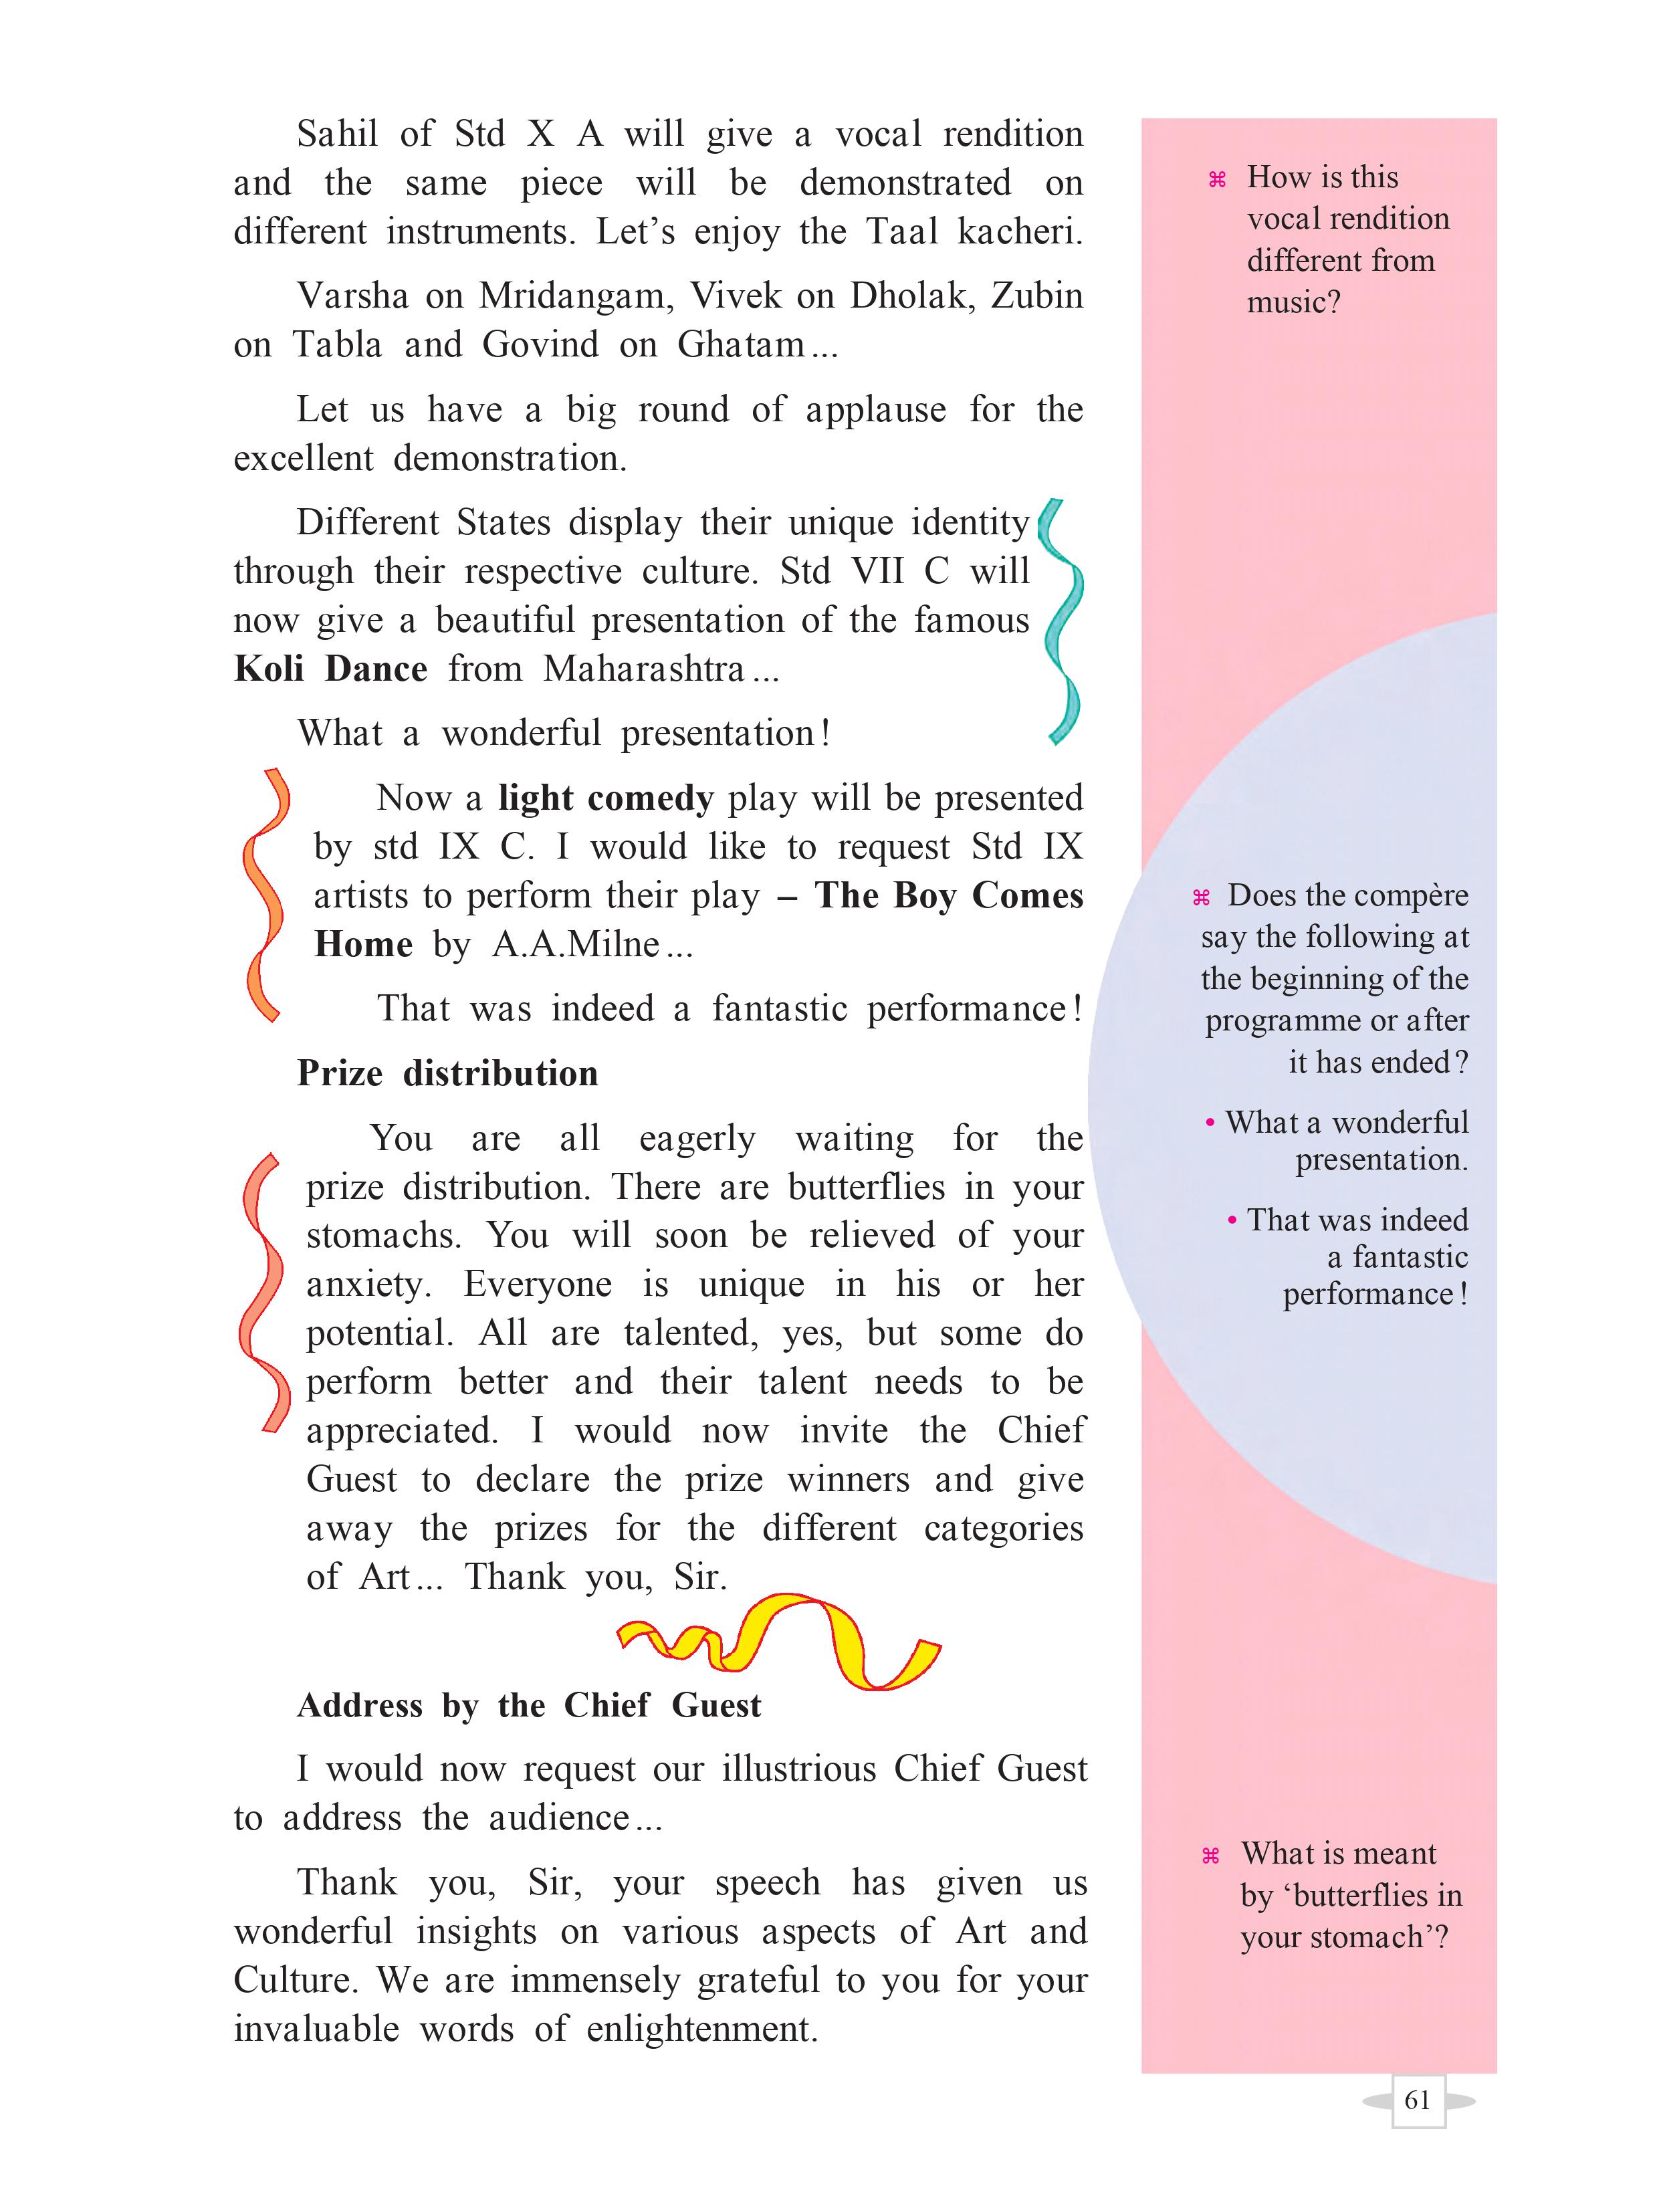 Sahil of Std X A will give a vocal rendition
and the same piece will be demonstrated on
different instruments. Let’s enjoy the Taal kacheri.
Varsha on Mridangam, Vivek on Dholak, Zubin
on Tabla and Govind on Ghatam...
Let us have a big round of applause for the
excellent demonstration.
Different States display their unique identity
through their respective culture. Std VII C will
now give a beautiful presentation of the famous
Koli Dance from Maharashtra...
What a wonderful presentation!
Now a light comedy play will be presented
by std IX C. I would like to request Std IX
artists to perform their play – The Boy Comes
Home by A.A.Milne...
That was indeed a fantastic performance!
Prize distribution
You are all eagerly waiting for the
prize distribution. There are butterflies in your
stomachs. You will soon be relieved of your
anxiety. Everyone is unique in his or her
potential. All are talented, yes, but some do
perform better and their talent needs to be
appreciated. I would now invite the Chief
Guest to declare the prize winners and give
away the prizes for the different categories
of Art... Thank you, Sir.
Address by the Chief Guest
I would now request our illustrious Chief Guest
to address the audience...
Thank you, Sir, your speech has given us
wonderful insights on various aspects of Art and
Culture. We are immensely grateful to you for your
invaluable words of enlightenment.
⌘ How is this
vocal rendition
different from
music?
⌘ Does the compère
say the following at
the beginning of the
programme or after
it has ended?
• What a wonderful
presentation.
• That was indeed
a fantastic
performance!
⌘ What is meant
by ‘butterflies in
your stomach’?
61